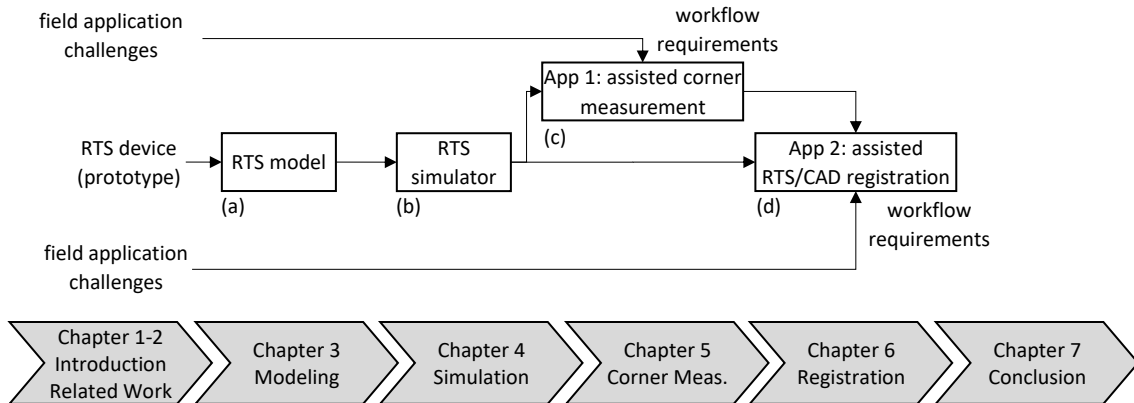 field application
challenges
workflow
requirements
App 1: assisted corner
measurement
(c)
RTS device
(prototype)
RTS model
(a)
RTS
simulator
(b)
App 2: assisted
RTS/CAD registration
(d)
workflow
requirements
field application
challenges
Chapter 1-2
Introduction
Related Work
Chapter 3
Modeling
Chapter 4
Simulation
Chapter 5
Corner Meas.
Chapter 6
Registration
Chapter 7
Conclusion